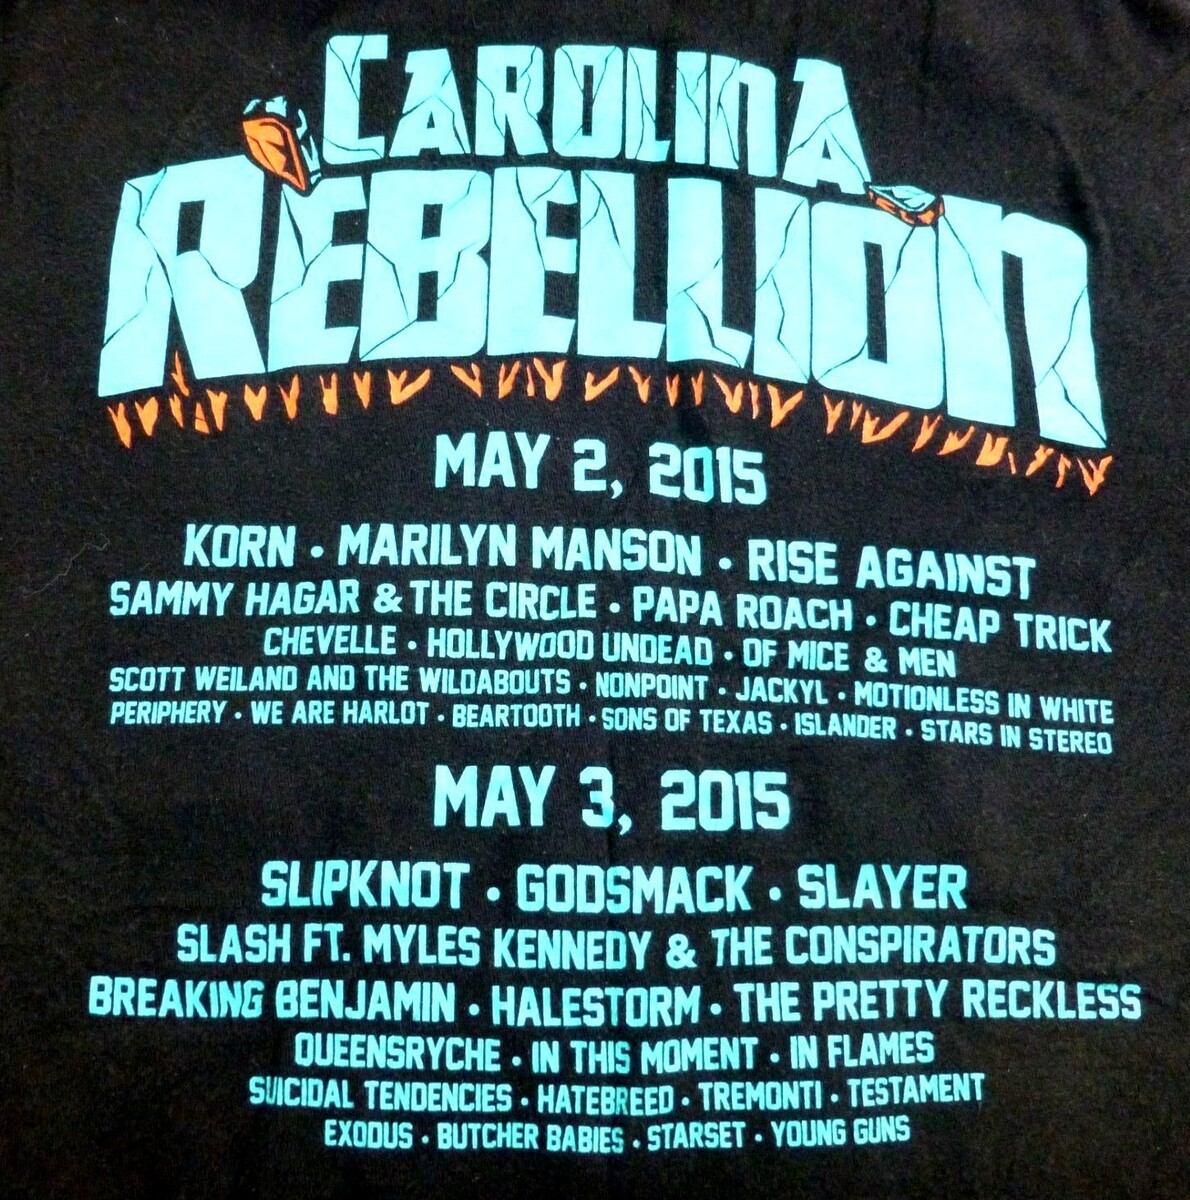 CAROLINA
REBELLION
MAY 2, 2015
KORN • MARILYN MANSON • RISE AGAINST
SAMMY HAGAR & THE CIRCLE • PAPA ROACH • CHEAP TRICK
CHEVELLE • HOLLYWOOD UNDEAD • OF MICE & MEN
SCOTT WEILAND AND THE WILDABOUTS • NONPOINT • JACKYL • MOTIONLESS IN WHITE
PERIPHERY • WE ARE HARLOT • BEARTOOTH • SONS OF TEXAS • ISLANDER • STARS IN STEREO
MAY 3, 2015
SLIPKNOT • GODSMACK • SLAYER
SLASH FT. MYLES KENNEDY & THE CONSPIRATORS
BREAKING BENJAMIN • HALESTORM • THE PRETTY RECKLESS
QUEENSRYCHE • IN THIS MOMENT • IN FLAMES
SUICIDAL TENDENCIES • HATEBREED • TREMONTI • TESTAMENT
EXODUS • BUTCHER BABIES • STARSET • YOUNG GUNS